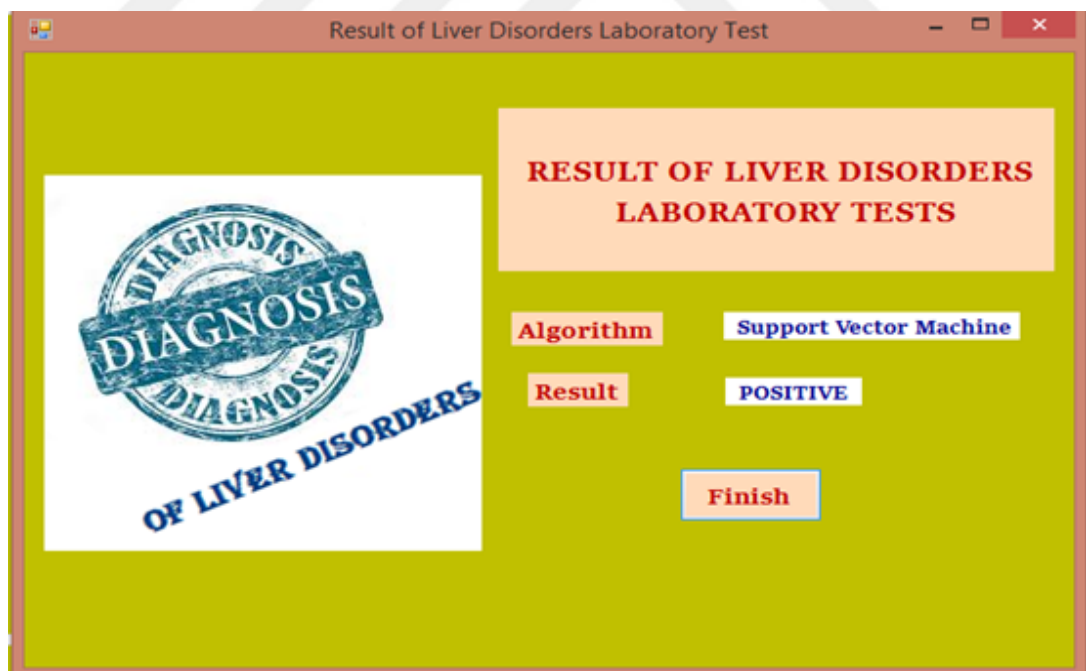 Result of Liver Disorders Laboratory Test
RESULT OF LIVER DISORDERS
LABORATORY TESTS
DIAGNOSIS
DIAGNOSIS
DIAGNOSIS
OF LIVER DISORDERS
Algorithm
Support Vector Machine
Result
POSITIVE
Finish